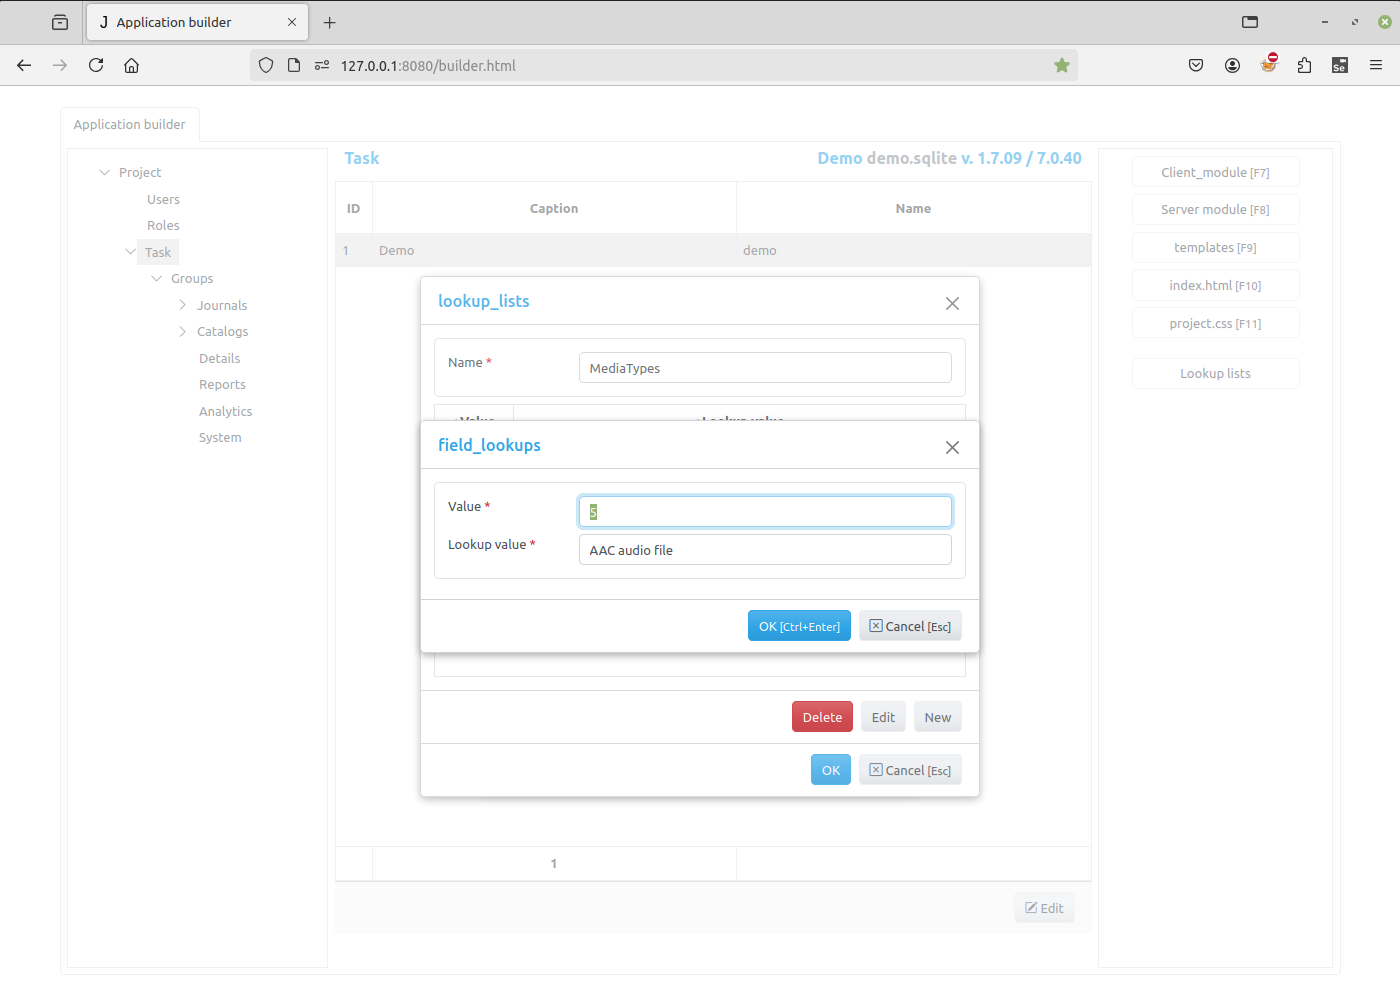 Application builder
127.0.0.1:8080/builder.html
Application builder
Project
Users
Roles
Task
Groups
Journals
Catalogs
Details
Reports
Analytics
System
Task
Demo demo.sqlite v. 1.7.09 / 7.0.40
ID Caption Name
1 Demo demo
lookup_lists
Name *
MediaTypes
Value Lookup value
field_lookups
Value *
5
Lookup value *
AAC audio file
OK [Ctrl+Enter]
Cancel [Esc]
Delete
Edit
New
OK
Cancel [Esc]
1
Edit
Client_module [F7]
Server module [F8]
templates [F9]
index.html [F10]
project.css [F11]
Lookup lists
Se